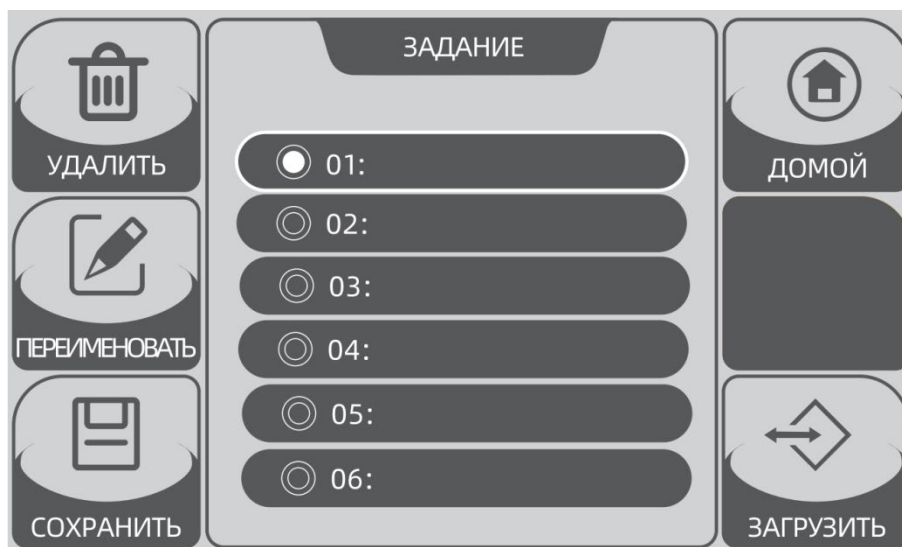 ЗАДАНИЕ
УДАЛИТЬ
ПЕРЕИМЕНОВАТЬ
СОХРАНИТЬ
01:
02:
03:
04:
05:
06:
ДОМОЙ
ЗАГРУЗИТЬ